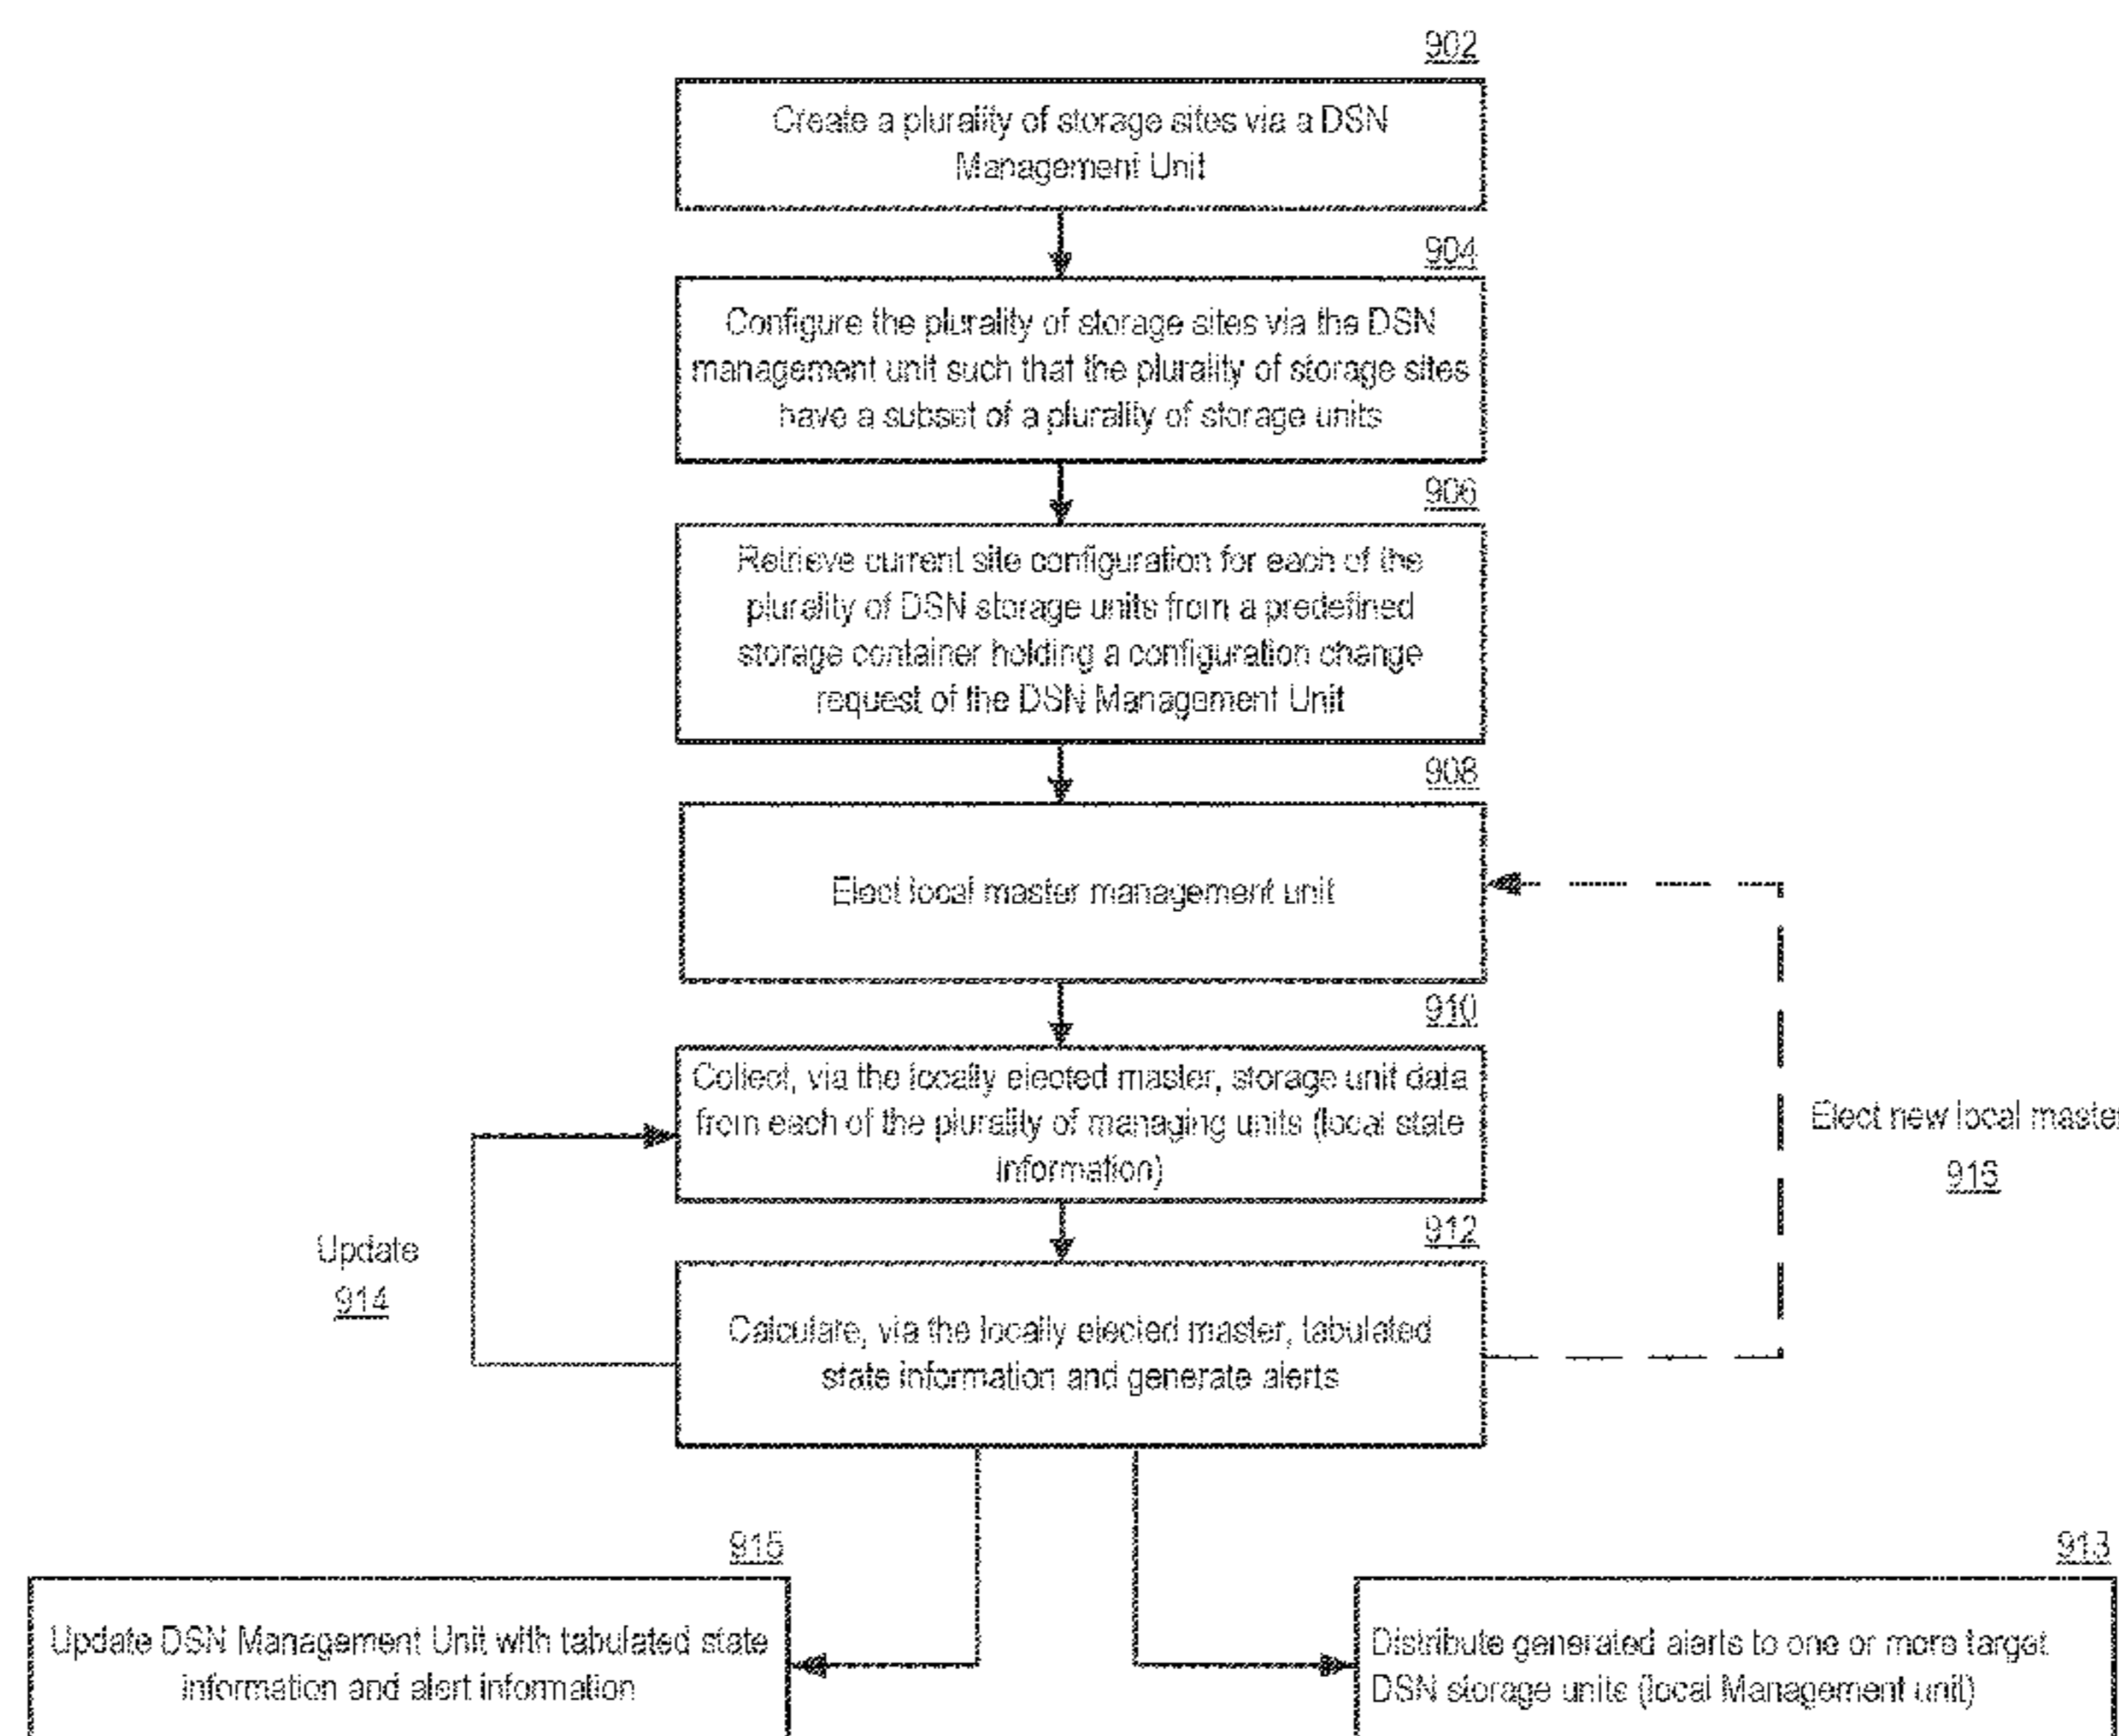 902
Create a plurality of storage sites via a DSN
Management Unit
904
Configure the plurality of storage sites via the DSN
management unit such that the plurality of storage sites
have a subset of a plurality of storage units
906
Retrieve current site configuration for each of the
plurality of DSN storage units from a predefined
storage container holding a configuration change
request of the DSN Management Unit
908
Elect local master management unit
910
Collect, via the locally elected master, storage unit data
from each of the plurality of managing units (local state
information)
Elect new local master
916
912
Update
914
Calculate, via the locally elected master, tabulated
state information and generate alerts
915
Update DSN Management Unit with tabulated state
information and alert information
913
Distribute generated alerts to one or more target
DSN storage units (local Management unit)